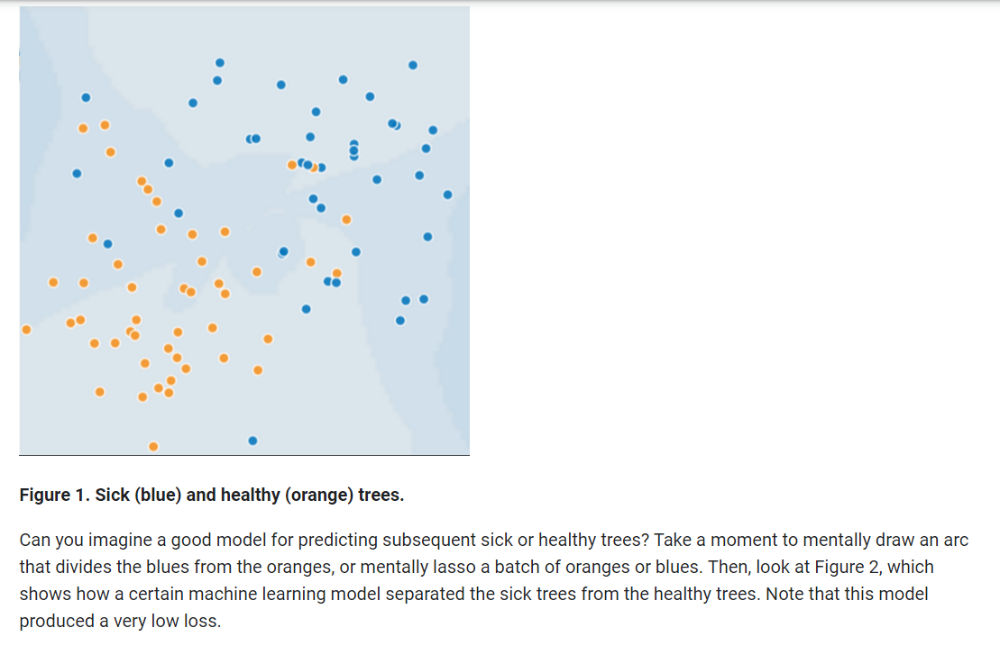 Figure 1. Sick (blue) and healthy (orange) trees.
Can you imagine a good model for predicting subsequent sick or healthy trees? Take a moment to mentally draw an arc
that divides the blues from the oranges, or mentally lasso a batch of oranges or blues. Then, look at Figure 2, which
shows how a certain machine learning model separated the sick trees from the healthy trees. Note that this model
produced a very low loss.